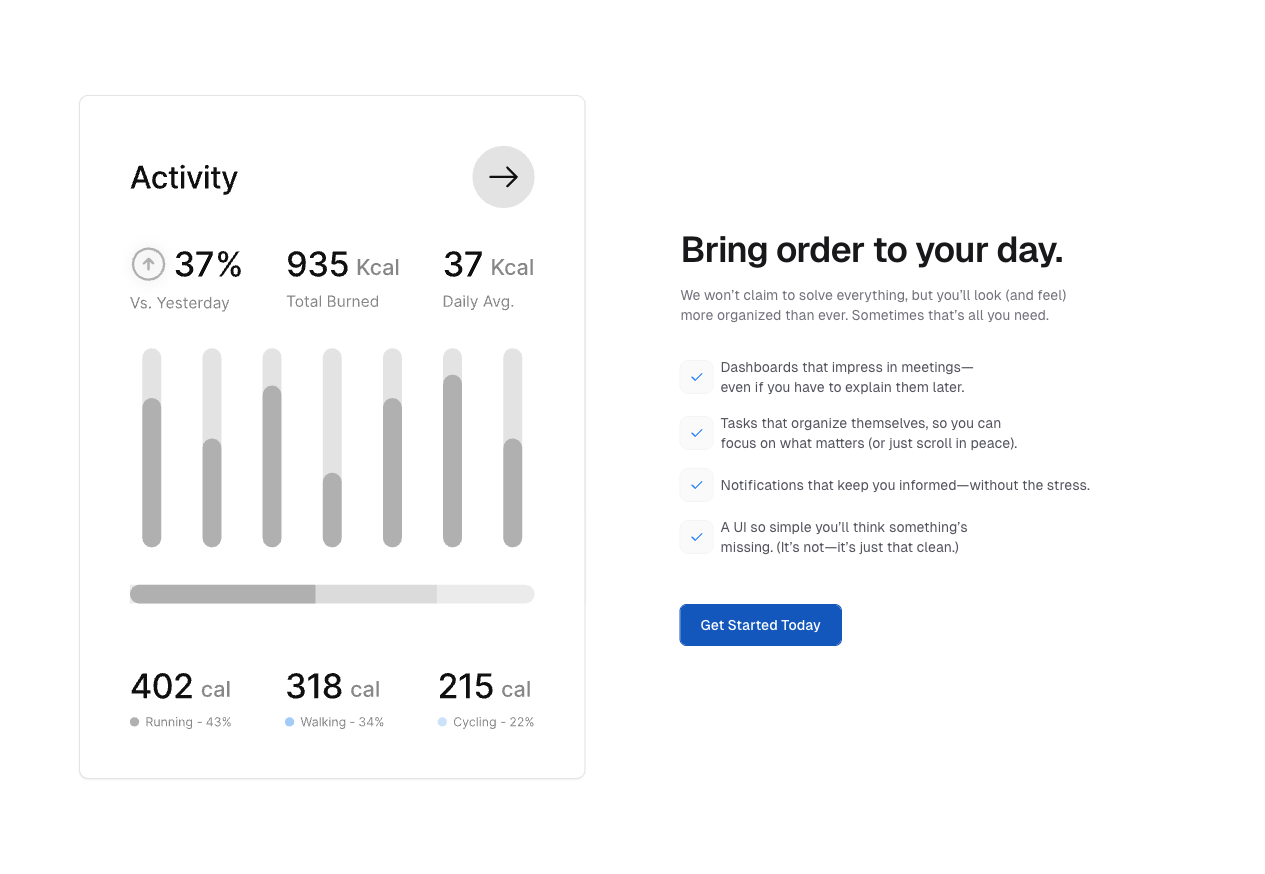 Activity
37%
935 Kcal
37 Kcal
Vs. Yesterday
Total Burned
Daily Avg.
402 cal
318 cal
215 cal
Running - 43%
Walking - 34%
Cycling - 22%
Bring order to your day.
We won’t claim to solve everything, but you’ll look (and feel)
more organized than ever. Sometimes that’s all you need.
Dashboards that impress in meetings—
even if you have to explain them later.
Tasks that organize themselves, so you can
focus on what matters (or just scroll in peace).
Notifications that keep you informed—without the stress.
A UI so simple you’ll think something’s
missing. (It’s not—it’s just that clean.)
Get Started Today